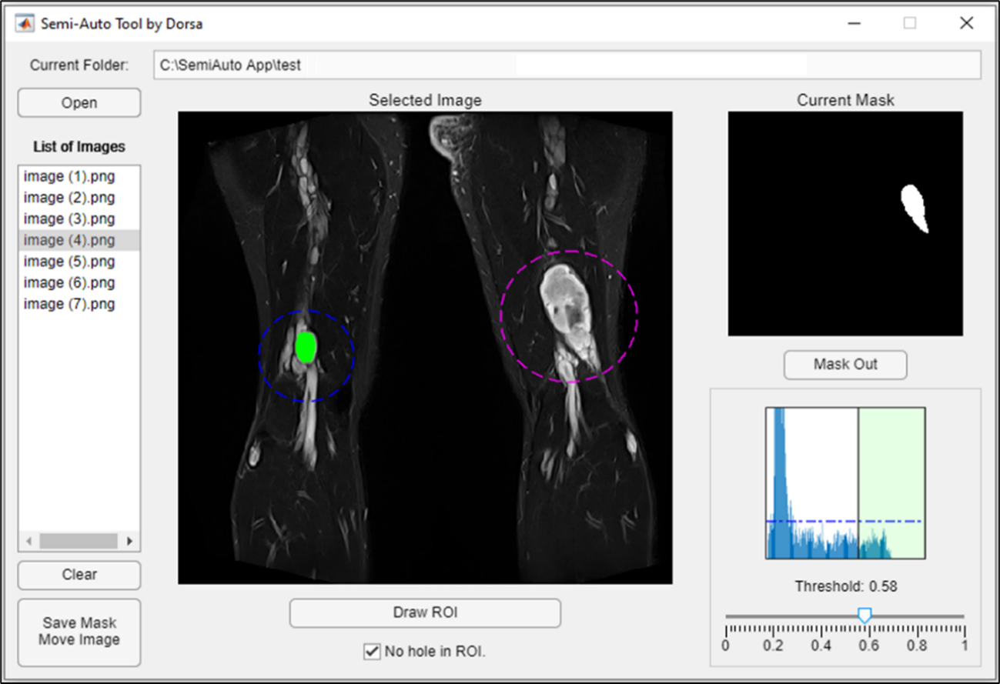 Semi-Auto Tool by Dorsa
Current Folder:
C:\SemiAuto App\test
Open
Selected Image
Current Mask
List of Images
image (1).png
image (2).png
image (3).png
image (4).png
image (5).png
image (6).png
image (7).png
Mask Out
Clear
Save Mask
Move Image
Draw ROI
No hole in ROI.
Threshold: 0.58
0 0.2 0.4 0.6 0.8 1